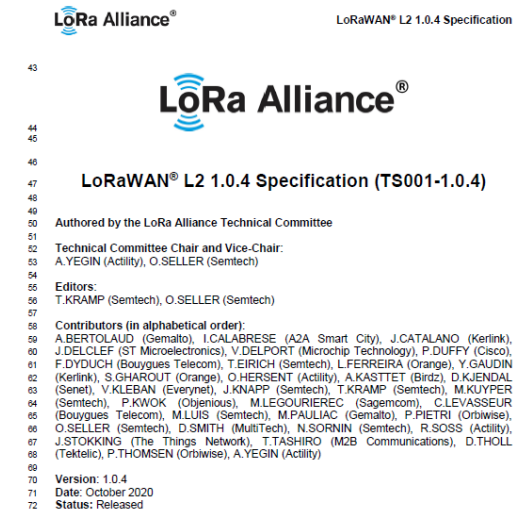 LoRa Alliance® LoRaWAN® L2 1.0.4 Specification
43
LoRa Alliance®
44
45
46
47 LoRaWAN® L2 1.0.4 Specification (TS001-1.0.4)
48
49
50 Authored by the LoRa Alliance Technical Committee
51
52 Technical Committee Chair and Vice-Chair:
53 A.YEGIN (Actility), O.SELLER (Semtech)
54
55 Editors:
56 T.KRAMP (Semtech), O.SELLER (Semtech)
57
58 Contributors (in alphabetical order):
59 A.BERTOLAUD (Gemalto), I.CALABRESE (A2A Smart City), J.CATALANO (Kerlink),
60 J.DELCLEF (ST Microelectronics), V.DELPORT (Microchip Technology), P.DUFFY (Cisco),
61 F.DYDUCH (Bouygues Telecom), T.EIRICH (Semtech), L.FERREIRA (Orange), Y.GAUDIN
62 (Kerlink), S.GHAROUT (Orange), O.HERSENT (Actility), A.KASTTET (Birdz), D.KJENDAL
63 (Senet), V.KLEBAN (Everynet), J.KNAPP (Semtech), T.KRAMP (Semtech), M.KUYPER
64 (Semtech), P.KWOK (Objenious), M.LEGOURIEREC (Sagemcom), C.LEVASSEUR
65 (Bouygues Telecom), M.LUIS (Semtech), M.PAULIAC (Gemalto), P.PIETRI (Orbiwise),
66 O.SELLER (Semtech), D.SMITH (MultiTech), N.SORNIN (Semtech), R.SOSS (Actility),
67 J.STOKKING (The Things Network), T.TASHIRO (M2B Communications), D.THOLL
68 (Tektelic), P.THOMSEN (Orbiwise), A.YEGIN (Actility)
69
70 Version: 1.0.4
71 Date: October 2020
72 Status: Released